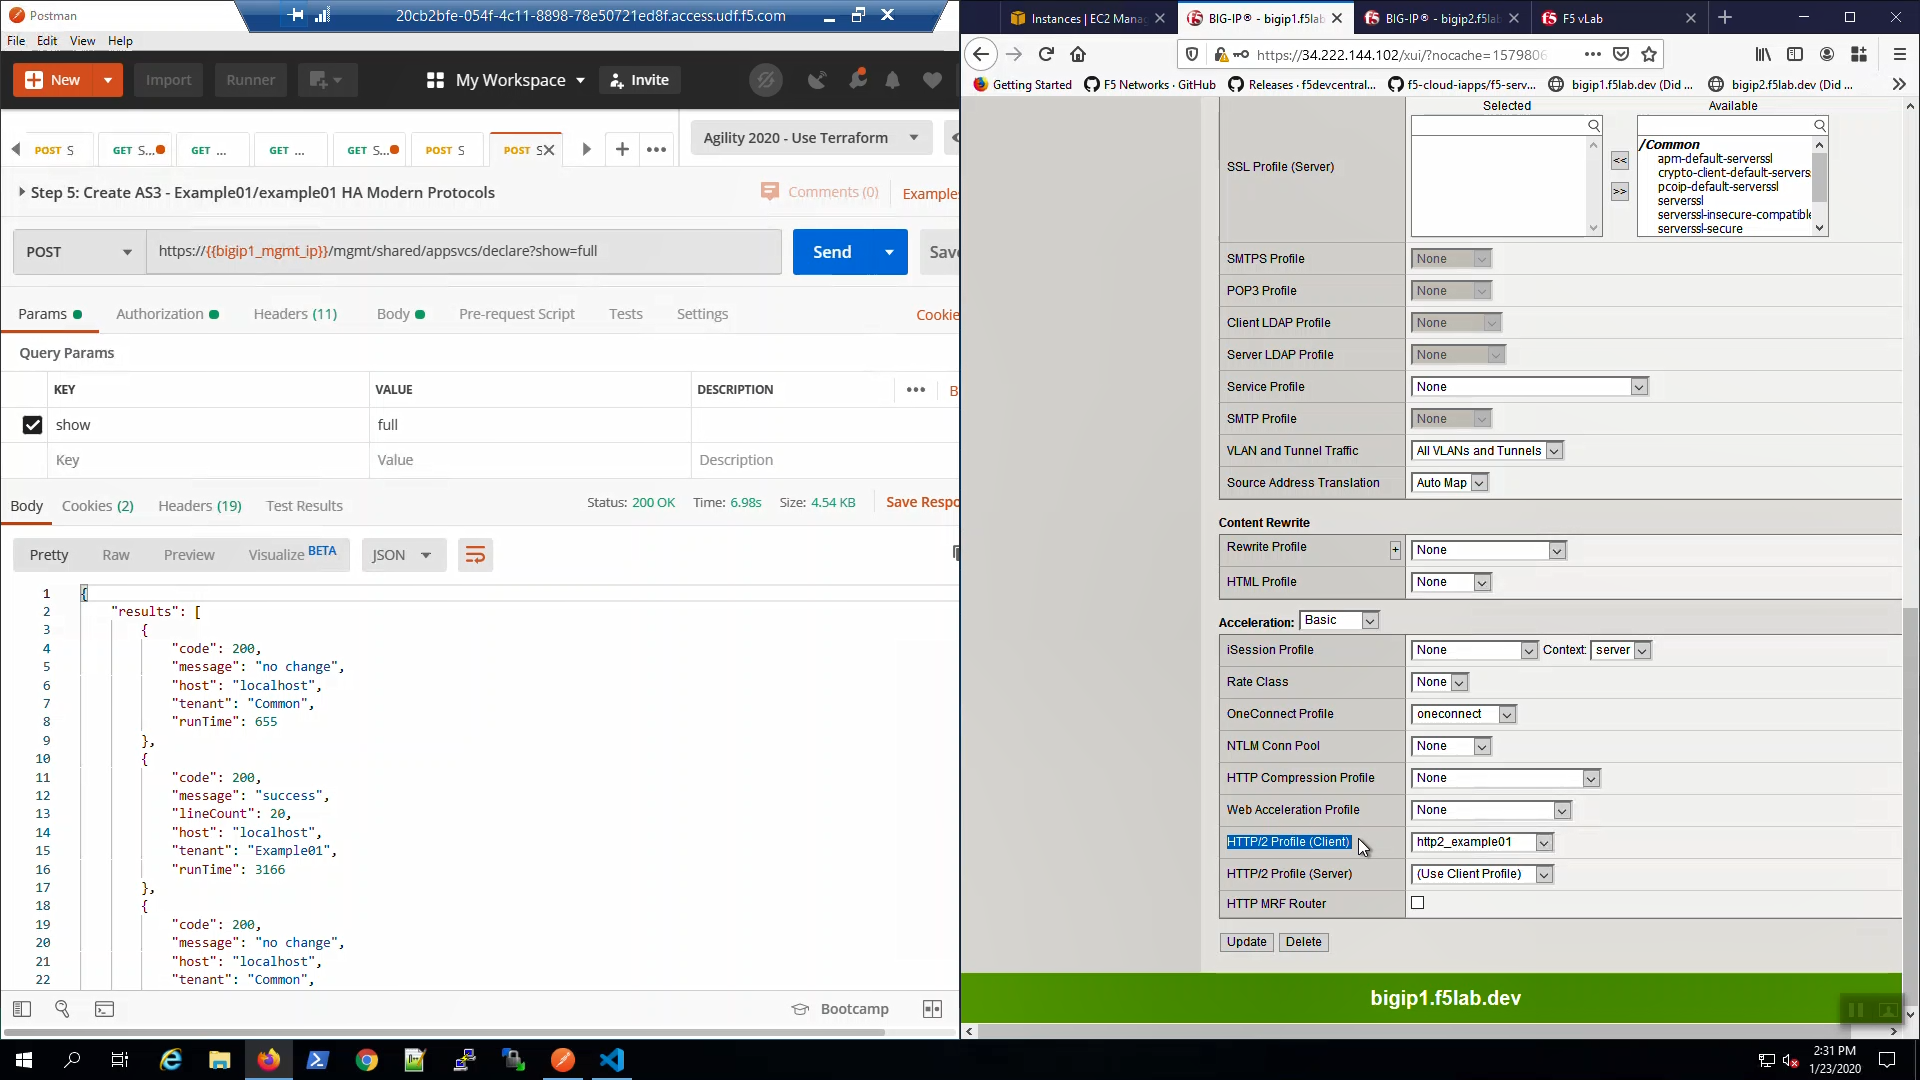 Postman
20cb2bfe-054f-4c11-8898-78e50721ed8f.access.udf.f5.com
File Edit View Help
New Import Runner My Workspace Invite
POST S GET S... GET ... GET ... GET S... POST S POST S
Agility 2020 - Use Terraform
Step 5: Create AS3 - Example01/example01 HA Modern Protocols
Comments (0) Examples
POST https://{{bigip1_mgmt_ip}}/mgmt/shared/appsvcs/declare?show=full Send Save
Params Authorization Headers (11) Body Pre-request Script Tests Settings Cookie
Query Params
KEY VALUE DESCRIPTION B
show full
Key Value Description
Body Cookies (2) Headers (19) Test Results Status: 200 OK Time: 6.98s Size: 4.54 KB Save Respo
Pretty Raw Preview Visualize BETA JSON
1 {
2 "results": [
3 {
4 "code": 200,
5 "message": "no change",
6 "host": "localhost",
7 "tenant": "Common",
8 "runTime": 655
9 },
10 {
11 "code": 200,
12 "message": "success",
13 "lineCount": 20,
14 "host": "localhost",
15 "tenant": "Example01",
16 "runTime": 3166
17 },
18 {
19 "code": 200,
20 "message": "no change",
21 "host": "localhost",
22 "tenant": "Common",
Bootcamp
Instances | EC2 Mana BIG-IP® - bigip1.f5lab. BIG-IP® - bigip2.f5lab. F5 vLab
https://34.222.144.102/xui/?nocache=1579806
Getting Started F5 Networks · GitHub Releases · f5devcentral... f5-cloud-iapps/f5-serv... bigip1.f5lab.dev (Did ... bigip2.f5lab.dev (Did ...
Selected Available
SSL Profile (Server)
/Common
apm-default-serverssl
crypto-client-default-servers
pcoip-default-serverssl
serverssl
serverssl-insecure-compatible
serverssl-secure
<<
>>
SMTPS Profile None
POP3 Profile None
Client LDAP Profile None
Server LDAP Profile None
Service Profile None
SMTP Profile None
VLAN and Tunnel Traffic All VLANs and Tunnels
Source Address Translation Auto Map
Content Rewrite
Rewrite Profile + None
HTML Profile None
Acceleration: Basic
iSession Profile None Context: server
Rate Class None
OneConnect Profile oneconnect
NTLM Conn Pool None
HTTP Compression Profile None
Web Acceleration Profile None
HTTP/2 Profile (Client) http2_example01
HTTP/2 Profile (Server) (Use Client Profile)
HTTP MRF Router
Update Delete
bigip1.f5lab.dev
2:31 PM
1/23/2020